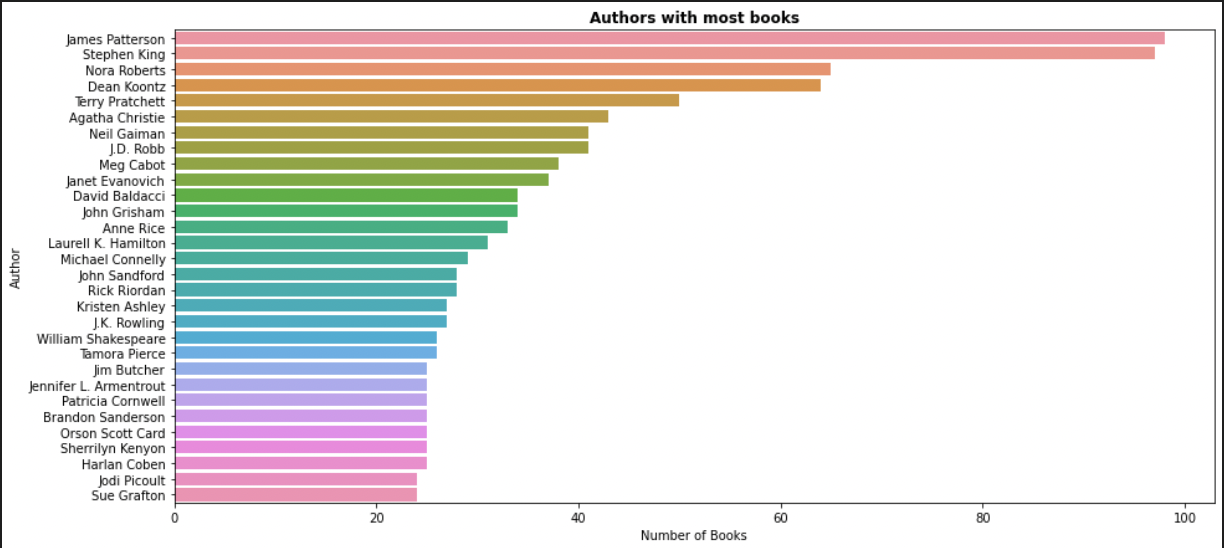 Authors with most books
James Patterson
Stephen King
Nora Roberts
Dean Koontz
Terry Pratchett
Agatha Christie
Neil Gaiman
J.D. Robb
Meg Cabot
Janet Evanovich
David Baldacci
John Grisham
Anne Rice
Laurell K. Hamilton
Michael Connelly
John Sandford
Rick Riordan
Kristen Ashley
J.K. Rowling
William Shakespeare
Tamora Pierce
Jim Butcher
Jennifer L. Armentrout
Patricia Cornwell
Brandon Sanderson
Orson Scott Card
Sherrilyn Kenyon
Harlan Coben
Jodi Picoult
Sue Grafton
Author
0 20 40 60 80 100
Number of Books